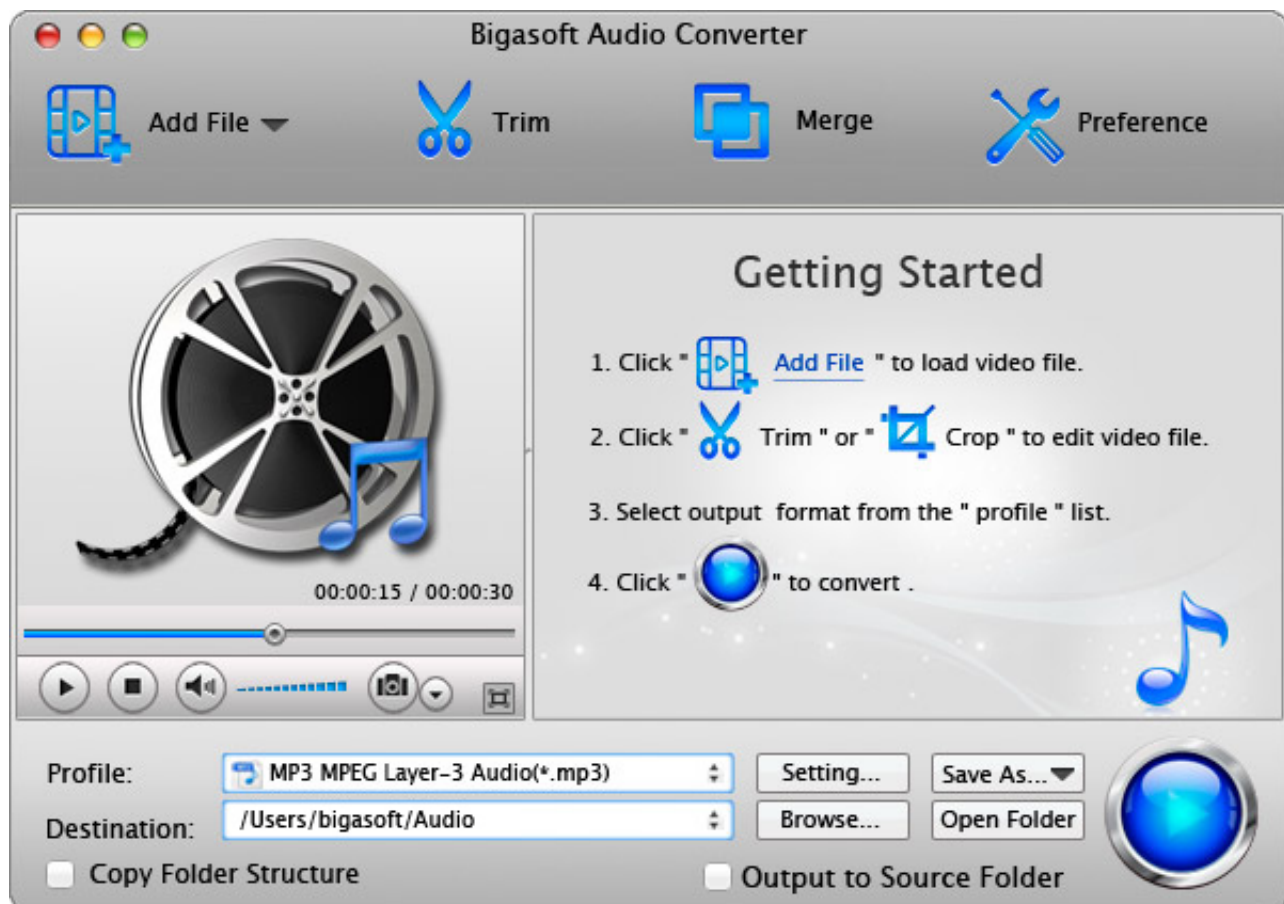 Bigasoft Audio Converter
Add File
Trim
Merge
Preference
Getting Started
1. Click " Add File " to load video file.
2. Click " Trim " or " Crop " to edit video file.
3. Select output format from the " profile " list.
4. Click " " to convert .
00:00:15 / 00:00:30
Profile:
MP3 MPEG Layer-3 Audio(*.mp3)
Setting...
Save As...
Destination:
/Users/bigasoft/Audio
Browse...
Open Folder
Copy Folder Structure
Output to Source Folder